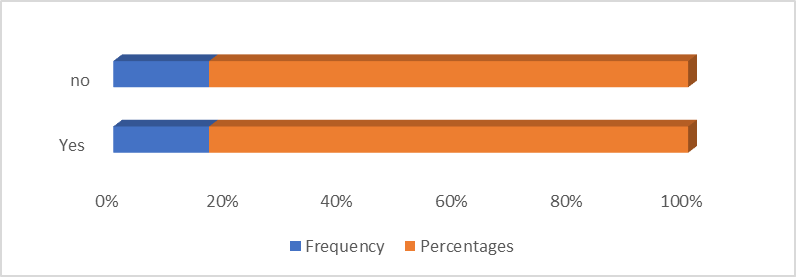 no
Yes
0% 20% 40% 60% 80% 100%
Frequency Percentages